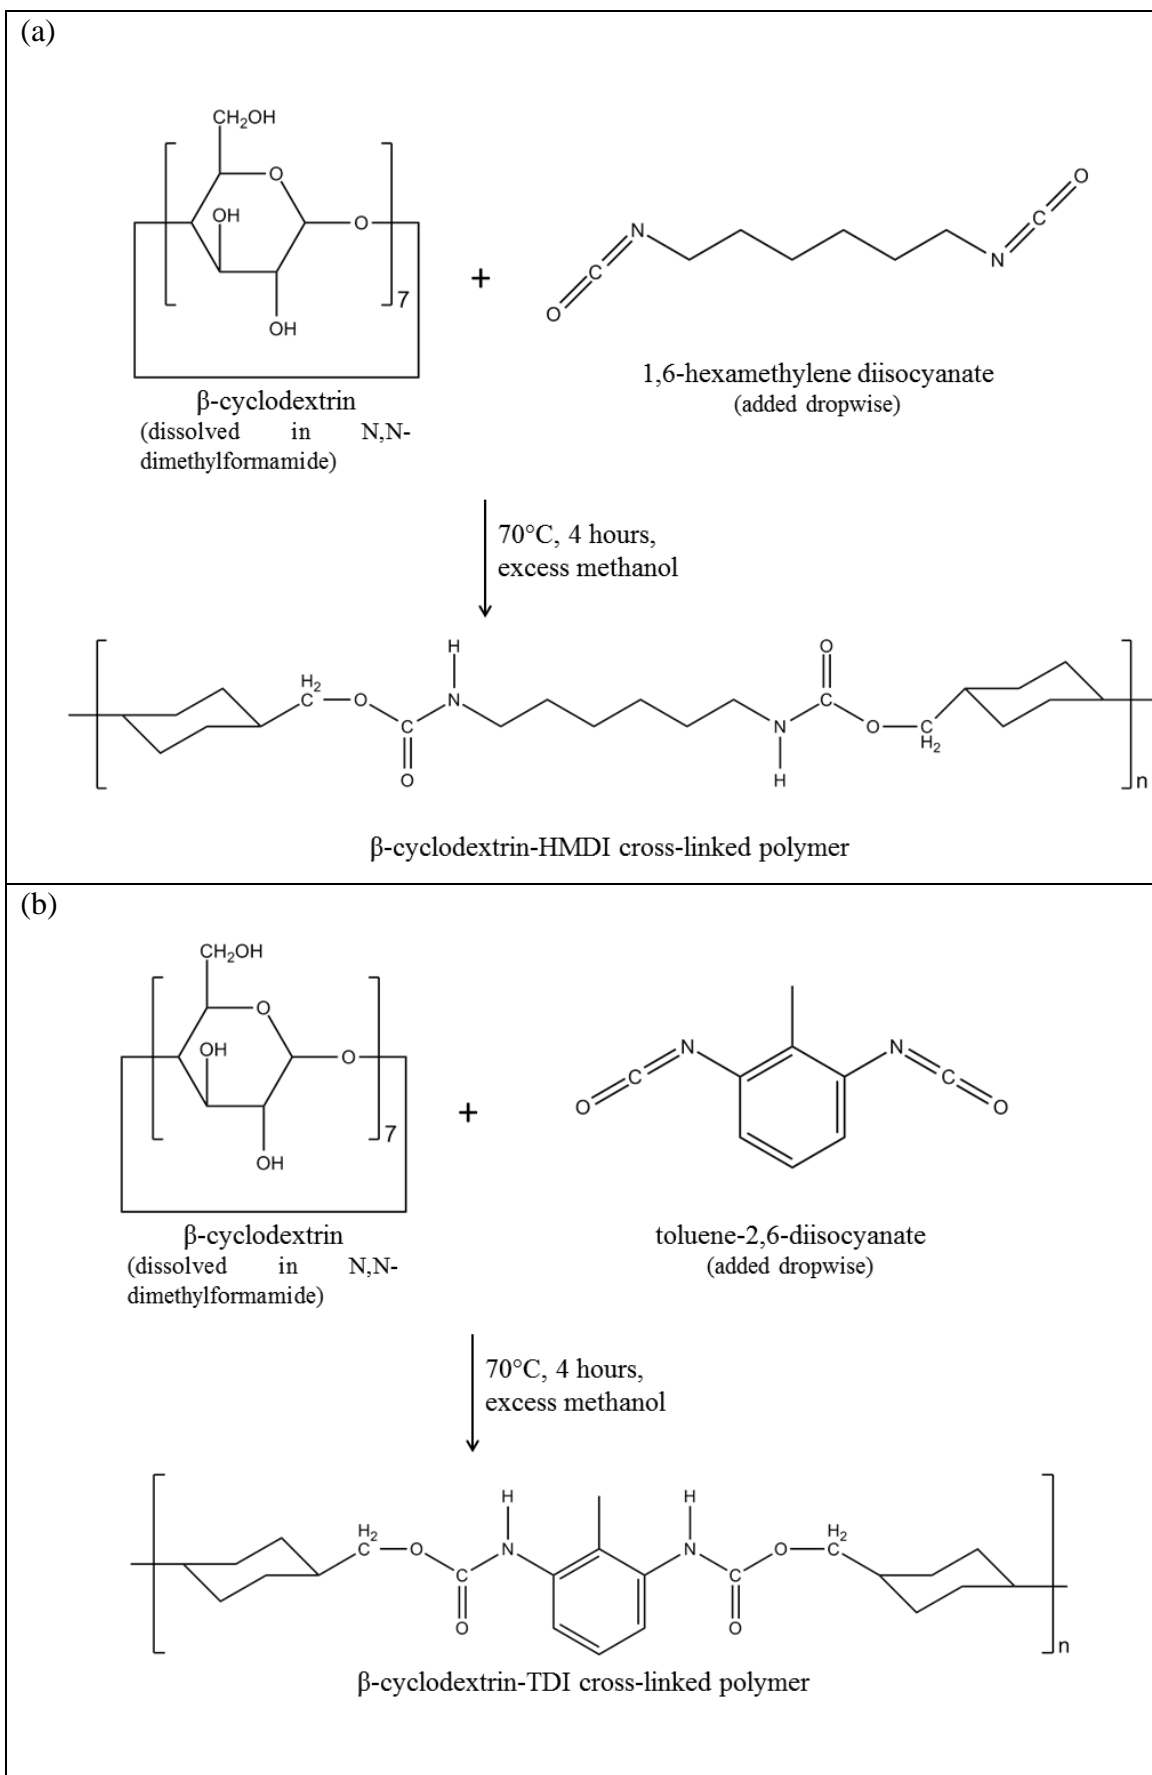 (a)
CH₂OH
O
OH
O
OH
7
+
N
C
O
N
C
O
β-cyclodextrin
(dissolved in N,N-
dimethylformamide)
1,6-hexamethylene diisocyanate
(added dropwise)
70°C, 4 hours,
excess methanol
H₂
C
O
C
O
H
N
N
H
O
C
O
C
H₂
n
β-cyclodextrin-HMDI cross-linked polymer
(b)
CH₂OH
O
OH
O
OH
7
+
O
C
N
N
C
O
β-cyclodextrin
(dissolved in N,N-
dimethylformamide)
toluene-2,6-diisocyanate
(added dropwise)
70°C, 4 hours,
excess methanol
H₂
C
O
C
O
H
N
H
N
C
O
O
H₂
C
n
β-cyclodextrin-TDI cross-linked polymer